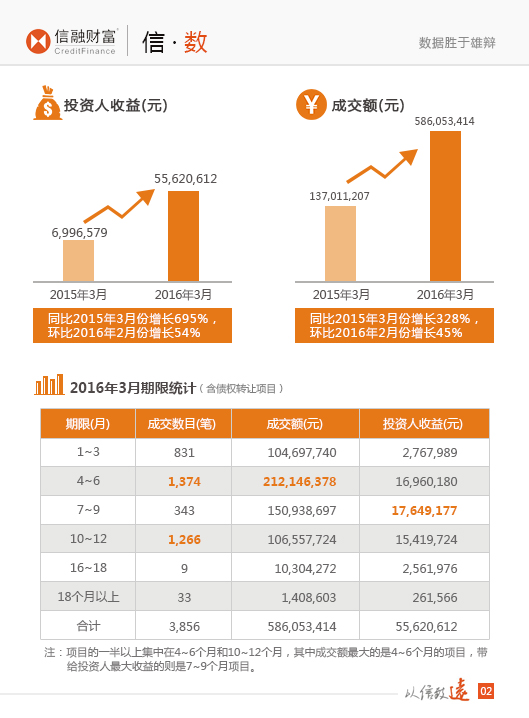 信融财富
CreditFinance
信·数
数据胜于雄辩
投资人收益(元)
55,620,612
6,996,579
2015年3月 2016年3月
同比2015年3月份增长695%，
环比2016年2月份增长54%
成交额(元)
586,053,414
137,011,207
2015年3月 2016年3月
同比2015年3月份增长328%，
环比2016年2月份增长45%
2016年3月期限统计（含债权转让项目）
期限(月) 成交数目(笔) 成交额(元) 投资人收益(元)
1~3 831 104,697,740 2,767,989
4~6 1,374 212,146,378 16,960,180
7~9 343 150,938,697 17,649,177
10~12 1,266 106,557,724 15,419,724
16~18 9 10,304,272 2,561,976
18个月以上 33 1,408,603 261,566
合计 3,856 586,053,414 55,620,612
注：项目的一半以上集中在4~6个月和10~12个月，其中成交额最大的是4~6个月的项目，带
给投资人最大收益的则是7~9个月项目。
从信致远 02